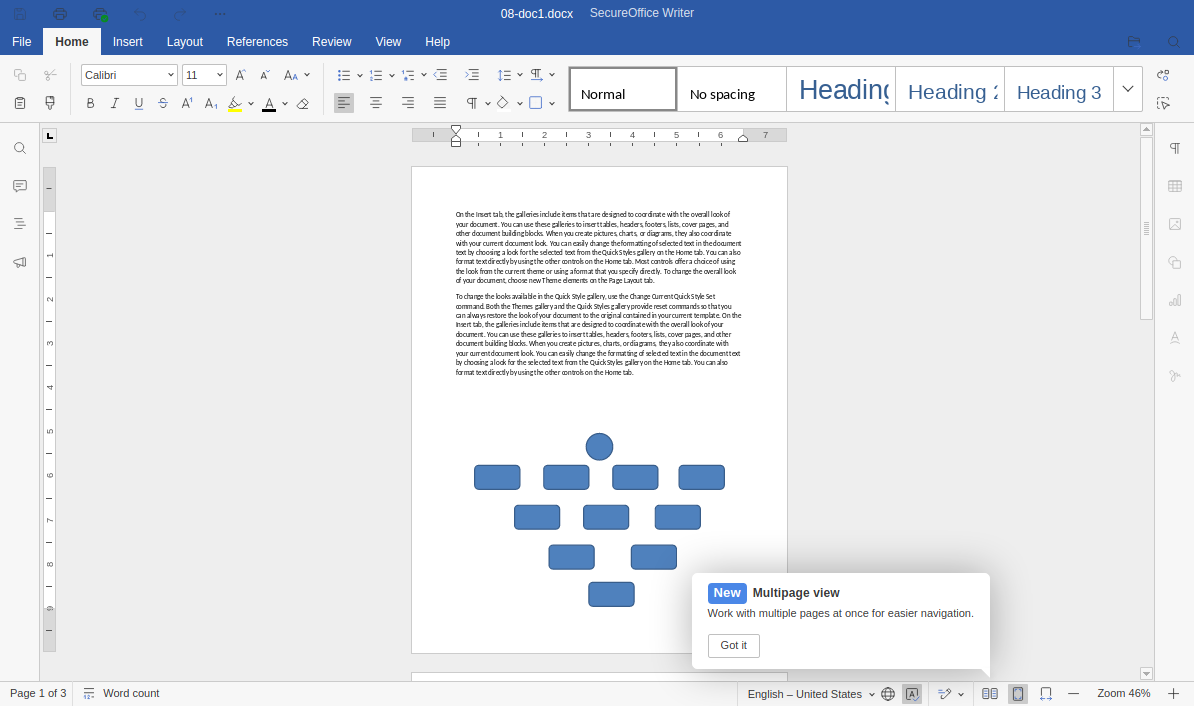 08-doc1.docx SecureOffice Writer
File Home Insert Layout References Review View Help
Calibri 11
Normal No spacing Heading Heading 2 Heading 3
1 2 3 4 5 6 7
On the Insert tab, the galleries include items that are designed to coordinate with the overall look of
your document. You can use these galleries to insert tables, headers, footers, lists, cover pages, and
other document building blocks. When you create pictures, charts, or diagrams, they also coordinate
with your current document look. You can easily change the formatting of selected text in the document
text by choosing a look for the selected text from the Quick Styles gallery on the Home tab. You can also
format text directly by using the other controls on the Home tab. Most controls offer a choice of using
the look from the current theme or using a format that you specify directly. To change the overall look
of your document, choose new Theme elements on the Page Layout tab.
To change the looks available in the Quick Style gallery, use the Change Current Quick Style Set
command. Both the Themes gallery and the Quick Styles gallery provide reset commands so that you
can always restore the look of your document to the original contained in your current template. On the
Insert tab, the galleries include items that are designed to coordinate with the overall look of your
document. You can use these galleries to insert tables, headers, footers, lists, cover pages, and other
document building blocks. When you create pictures, charts, or diagrams, they also coordinate with
your current document look. You can easily change the formatting of selected text in the document text
by choosing a look for the selected text from the Quick Styles gallery on the Home tab. You can also
format text directly by using the other controls on the Home tab.
1
2
3
4
5
6
7
8
9
New Multipage view
Work with multiple pages at once for easier navigation.
Got it
Page 1 of 3 Word count English – United States Zoom 46%